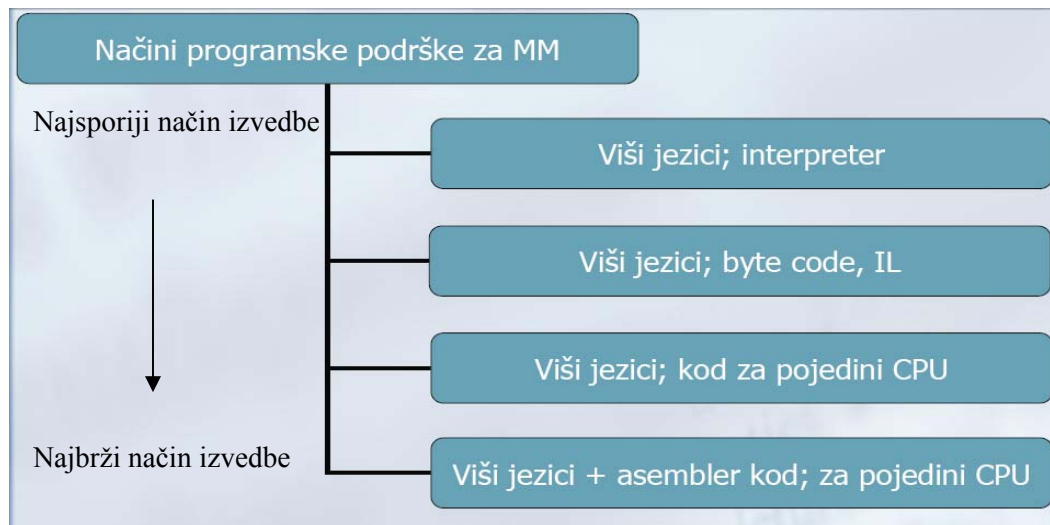 Načini programske podrške za MM
Najsporiji način izvedbe
Viši jezici; interpreter
Viši jezici; byte code, IL
Viši jezici; kod za pojedini CPU
Najbrži način izvedbe
Viši jezici + asembler kod; za pojedini CPU